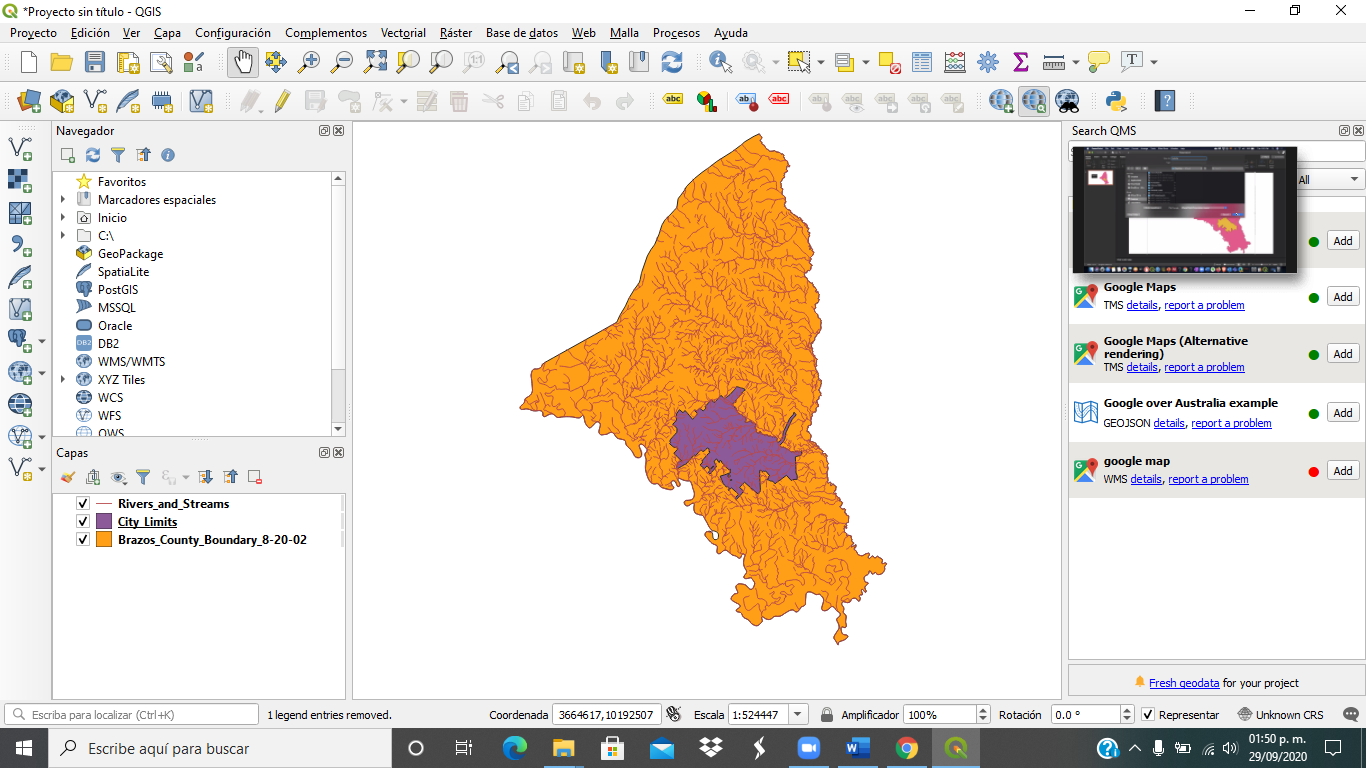 *Proyecto sin título - QGIS
Proyecto Edición Ver Capa Configuración Complementos Vectorial Ráster Base de datos Web Malla Procesos Ayuda
Navegador
Favoritos
Marcadores espaciales
Inicio
C:\
GeoPackage
SpatiaLite
PostGIS
MSSQL
Oracle
DB2
WMS/WMTS
XYZ Tiles
WCS
WFS
OWS
Capas
Rivers_and_Streams
City_Limits
Brazos_County_Boundary_8-20-02
Search QMS
All
Add
Google Maps
TMS details, report a problem
Add
Google Maps (Alternative
rendering)
TMS details, report a problem
Add
Google over Australia example
GEOJSON details, report a problem
Add
google map
WMS details, report a problem
Add
Fresh geodata for your project
Escriba para localizar (Ctrl+K)
1 legend entries removed.
Coordenada 3664617,10192507
Escala 1:524447
Amplificador 100%
Rotación 0.0 °
Representar
Unknown CRS
Escribe aquí para buscar
01:50 p. m.
29/09/2020